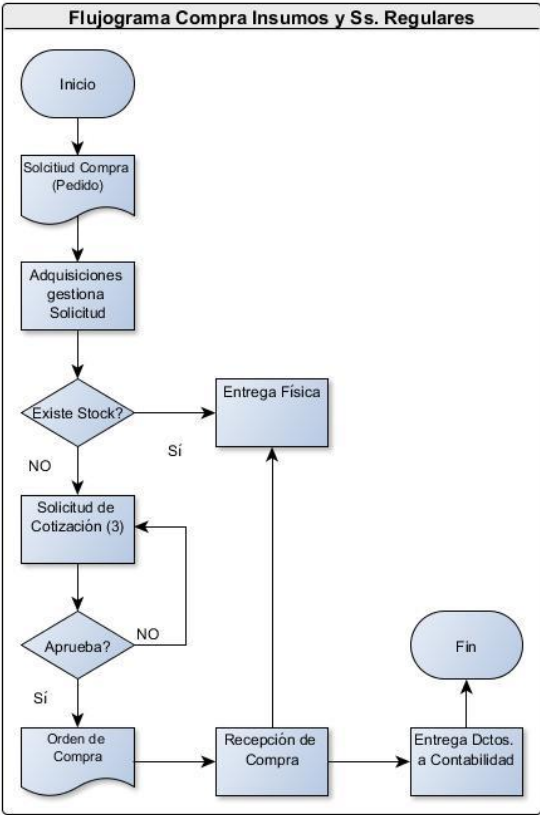 Flujograma Compra Insumos y Ss. Regulares
Inicio
Solcitiud Compra
(Pedido)
Adquisiciones
gestiona
Solicitud
Existe Stock?
Entrega Física
Sí
NO
Solicitud de
Cotización (3)
Aprueba?
NO
Sí
Orden de
Compra
Recepción de
Compra
Entrega Dctos.
a Contabilidad
Fin